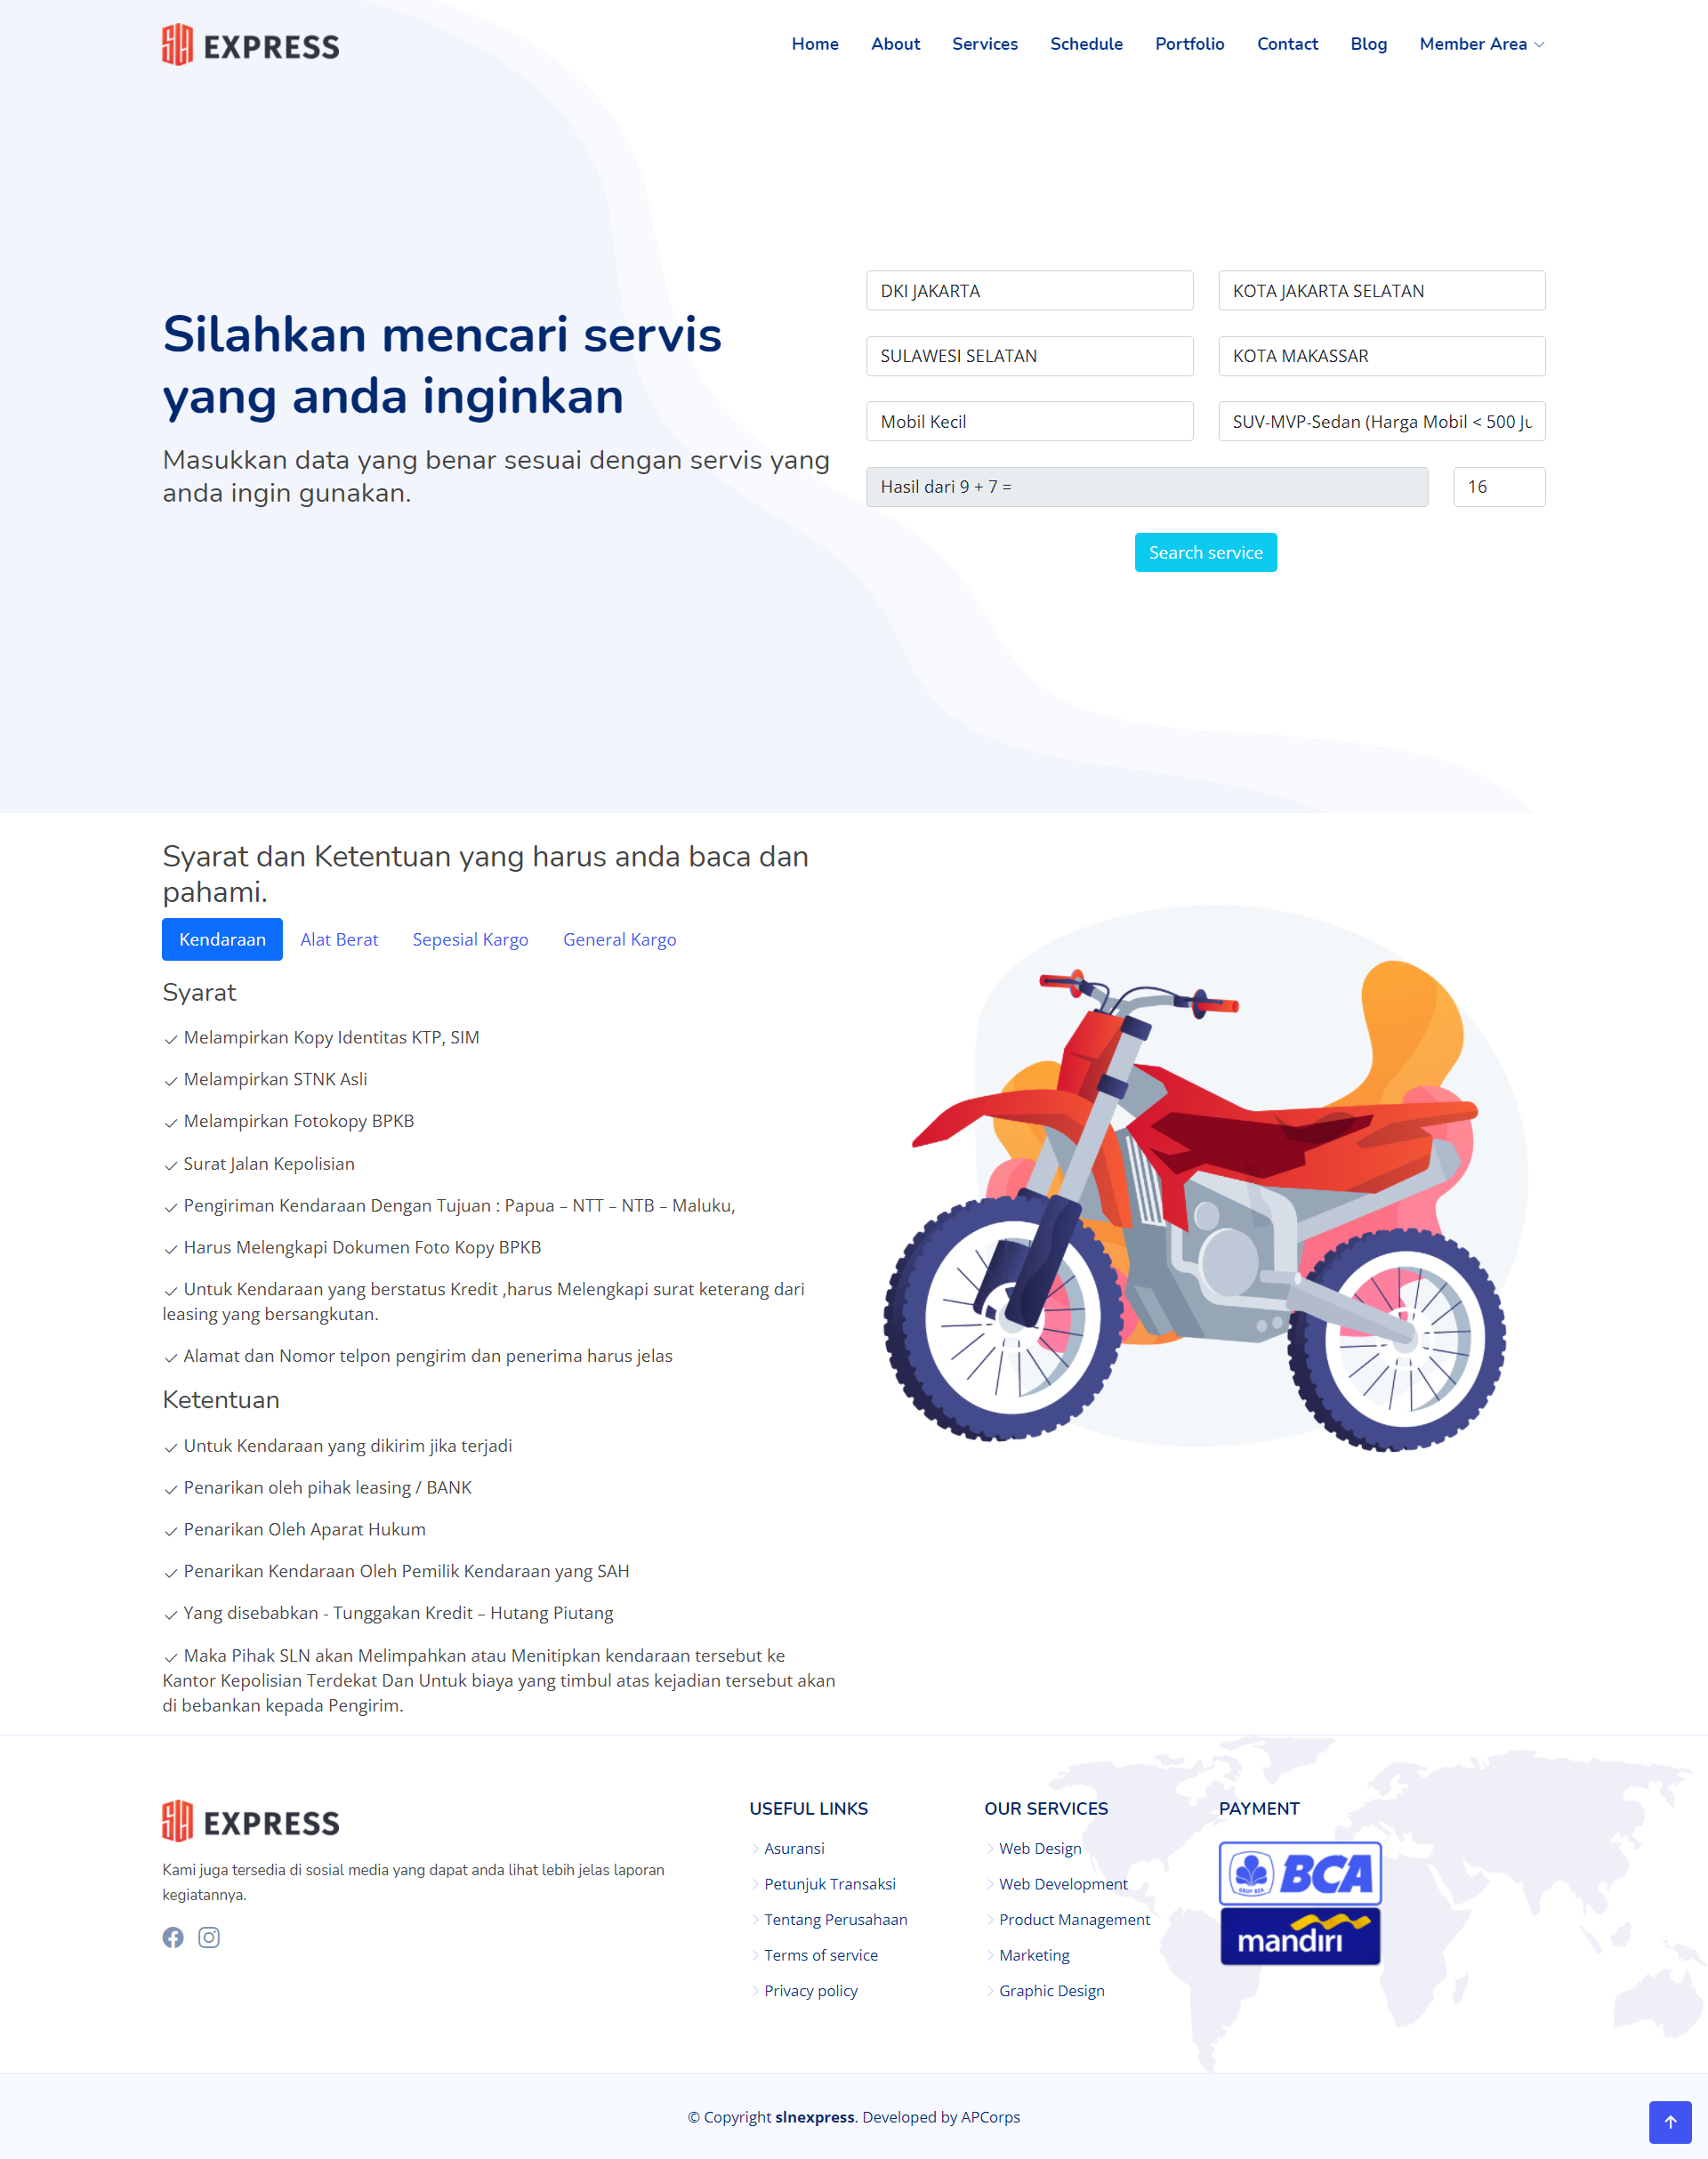 SLN EXPRESS
Home About Services Schedule Portfolio Contact Blog Member Area
DKI JAKARTA
KOTA JAKARTA SELATAN
SULAWESI SELATAN
KOTA MAKASSAR
Mobil Kecil
SUV-MVP-Sedan (Harga Mobil < 500 Ju
Hasil dari 9 + 7 =
16
Search service
Silahkan mencari servis
yang anda inginkan
Masukkan data yang benar sesuai dengan servis yang
anda ingin gunakan.
Syarat dan Ketentuan yang harus anda baca dan
pahami.
Kendaraan Alat Berat Sepesial Kargo General Kargo
Syarat
Melampirkan Kopy Identitas KTP, SIM
Melampirkan STNK Asli
Melampirkan Fotokopy BPKB
Surat Jalan Kepolisian
Pengiriman Kendaraan Dengan Tujuan : Papua – NTT – NTB – Maluku,
Harus Melengkapi Dokumen Foto Kopy BPKB
Untuk Kendaraan yang berstatus Kredit ,harus Melengkapi surat keterang dari
leasing yang bersangkutan.
Alamat dan Nomor telpon pengirim dan penerima harus jelas
Ketentuan
Untuk Kendaraan yang dikirim jika terjadi
Penarikan oleh pihak leasing / BANK
Penarikan Oleh Aparat Hukum
Penarikan Kendaraan Oleh Pemilik Kendaraan yang SAH
Yang disebabkan - Tunggakan Kredit – Hutang Piutang
Maka Pihak SLN akan Melimpahkan atau Menitipkan kendaraan tersebut ke
Kantor Kepolisian Terdekat Dan Untuk biaya yang timbul atas kejadian tersebut akan
di bebankan kepada Pengirim.
SLN EXPRESS
Kami juga tersedia di sosial media yang dapat anda lihat lebih jelas laporan
kegiatannya.
USEFUL LINKS
Asuransi
Petunjuk Transaksi
Tentang Perusahaan
Terms of service
Privacy policy
OUR SERVICES
Web Design
Web Development
Product Management
Marketing
Graphic Design
PAYMENT
BCA
GRUP BCA
mandiri
© Copyright slnexpress. Developed by APCorps